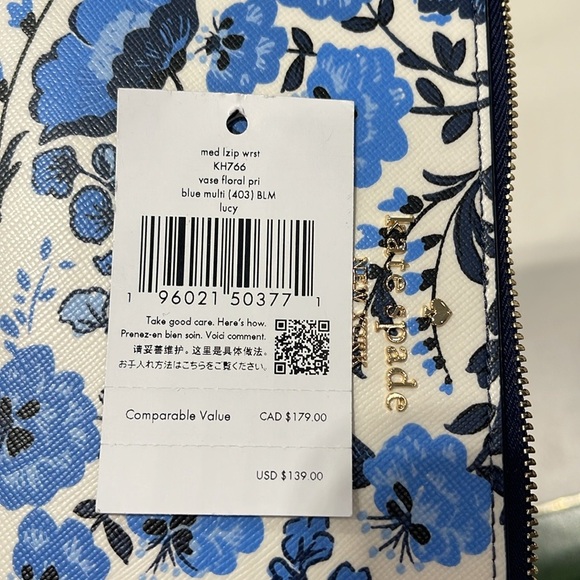 med lzip wrst
KH766
vase floral pri
blue multi (403) BLM
lucy
1 96021 50377 1
Take good care. Here's how.
Prenez-en bien soin. Voici comment.
请妥善维护。这里是具体做法。
お手入れ方法はこちらをご覧ください。
Comparable Value CAD $179.00
USD $139.00
kate spade
NEW YORK